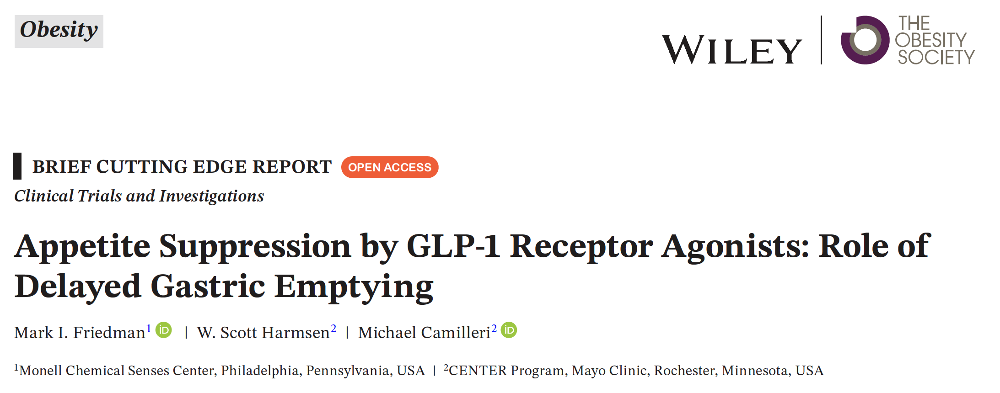 Obesity
WILEY
THE
OBESITY
SOCIETY
BRIEF CUTTING EDGE REPORT OPEN ACCESS
Clinical Trials and Investigations
Appetite Suppression by GLP-1 Receptor Agonists: Role of
Delayed Gastric Emptying
Mark I. Friedman1 iD | W. Scott Harmsen2 | Michael Camilleri2 iD
1Monell Chemical Senses Center, Philadelphia, Pennsylvania, USA | 2CENTER Program, Mayo Clinic, Rochester, Minnesota, USA